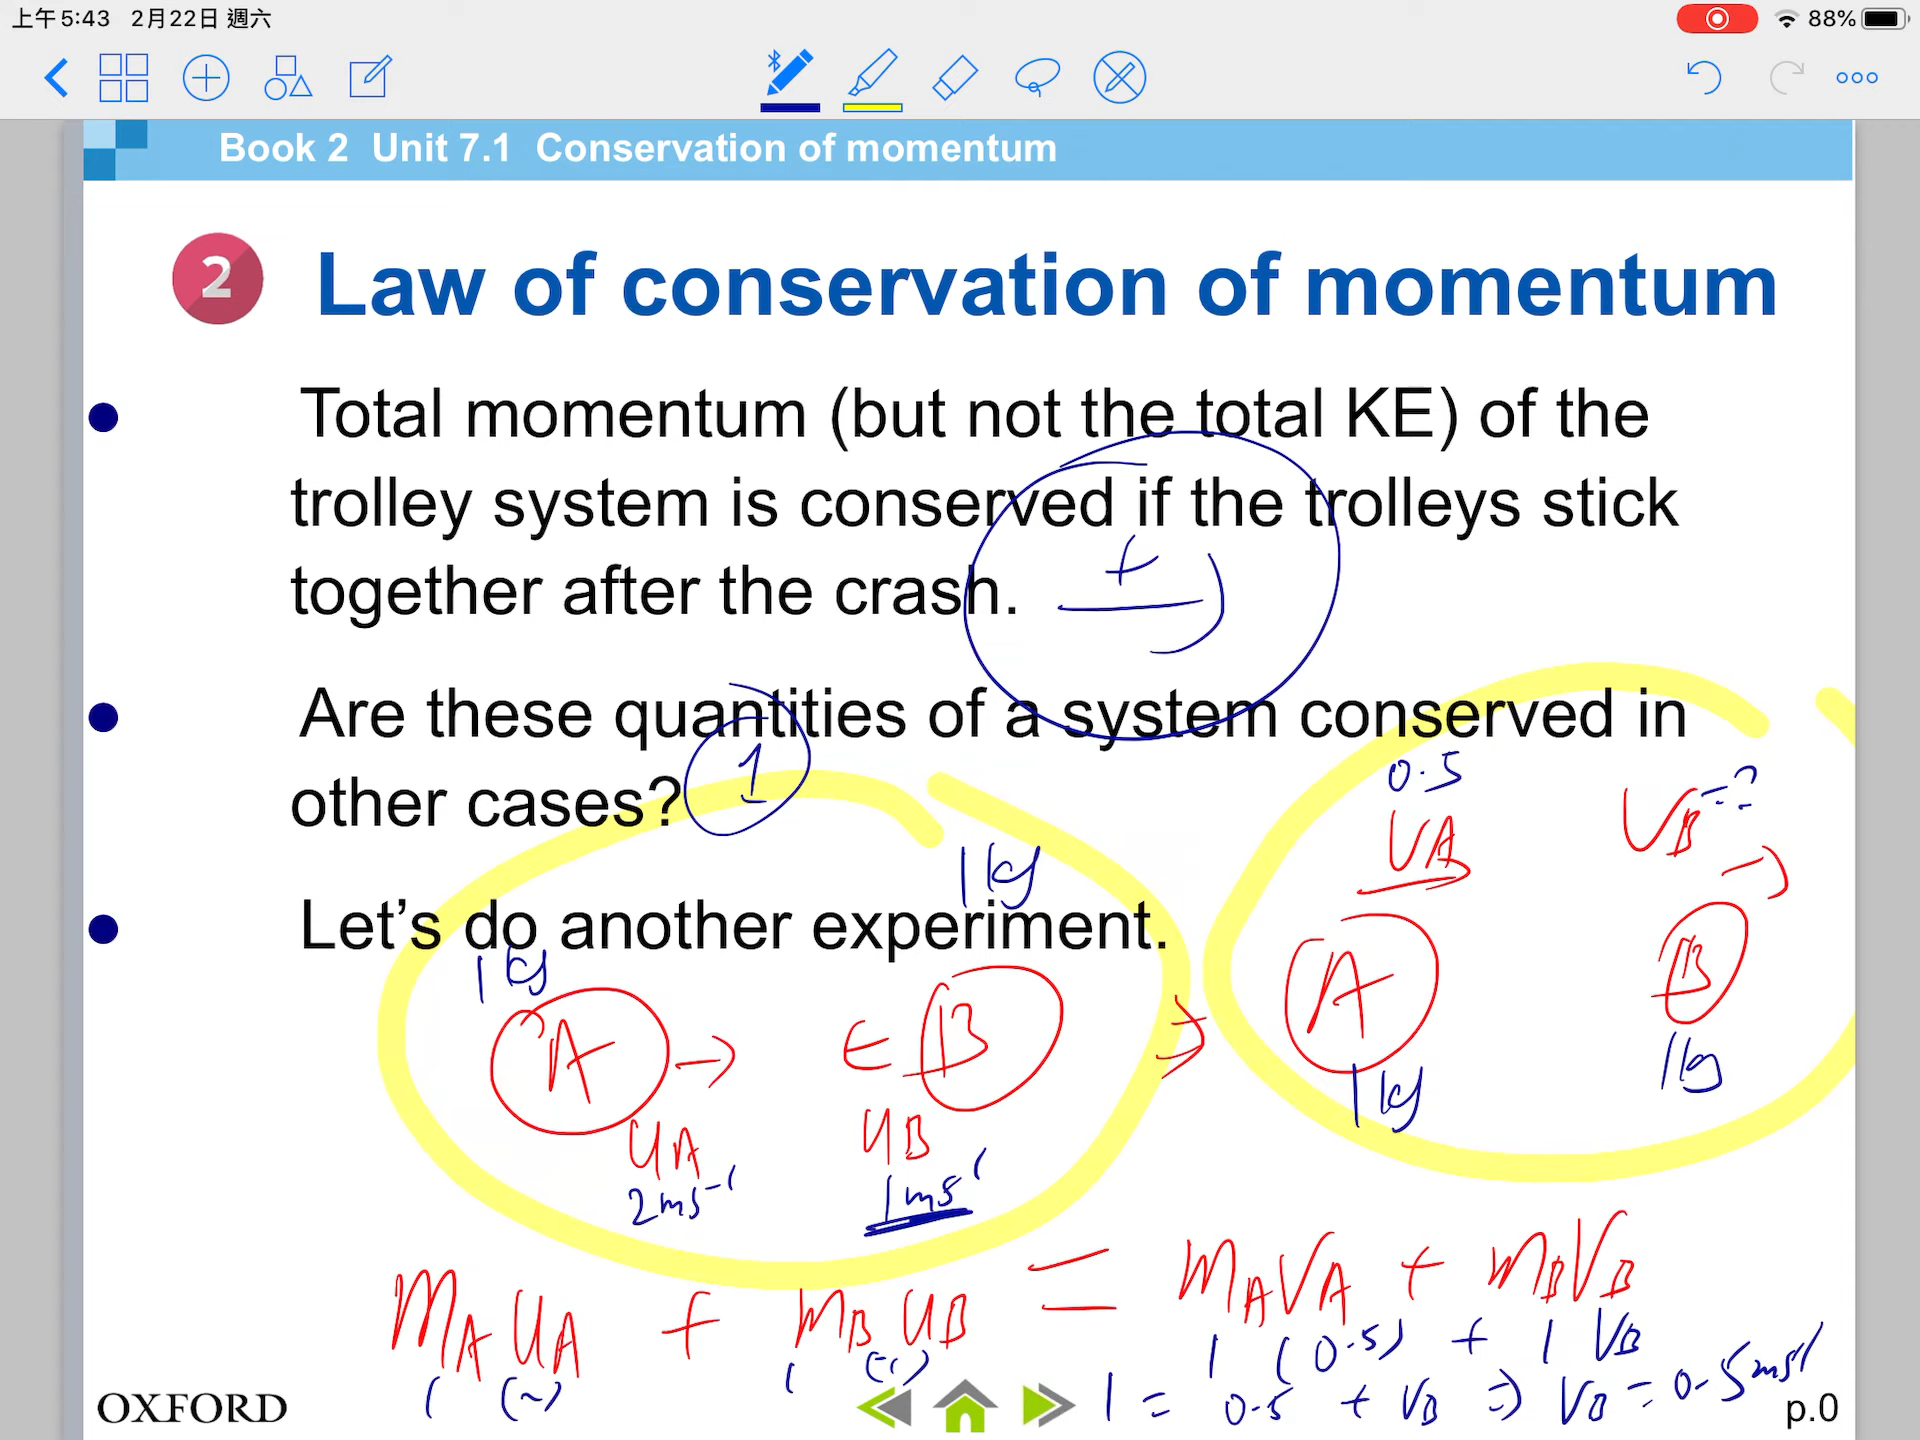 上午5:43 2月22日 週六
88%
Book 2 Unit 7.1 Conservation of momentum
2 Law of conservation of momentum
• Total momentum (but not the total KE) of the
trolley system is conserved if the trolleys stick
together after the crash.
+
• Are these quantities of a system conserved in
other cases?
1
0.5
VA
VB = ?
1kg
• Let's do another experiment.
1kg
A → ← B ⇒ A B
1kg 1kg
uA uB
2ms⁻¹ 1ms⁻¹
mAuA + mBuB = mAVA + mBVB
1 (0.5) + 1 VB
1 = 0.5 + VB ⇒ VB = 0.5ms⁻¹
OXFORD
p.0